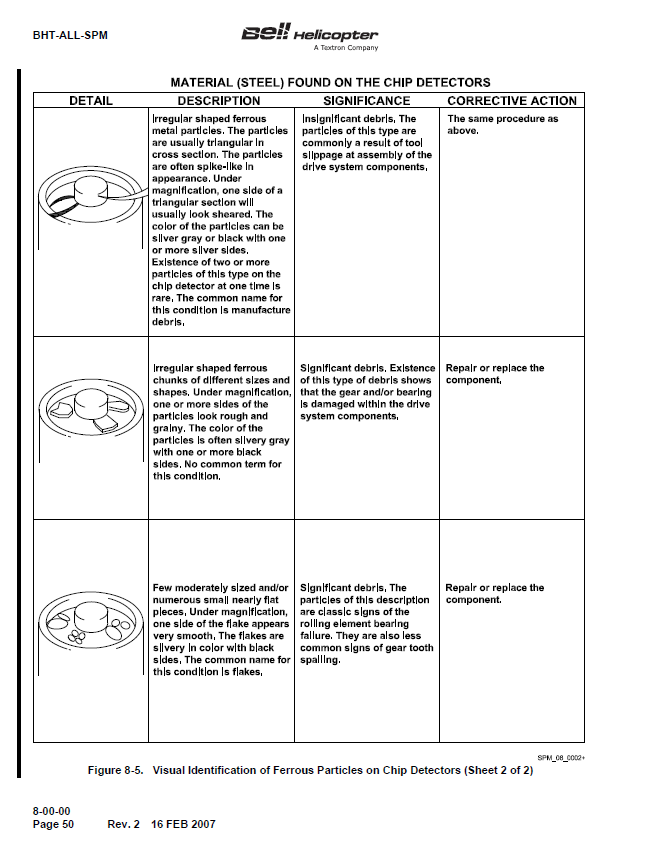 BHT-ALL-SPM
Bell Helicopter
A Textron Company
MATERIAL (STEEL) FOUND ON THE CHIP DETECTORS
DETAIL
DESCRIPTION
SIGNIFICANCE
CORRECTIVE ACTION
Irregular shaped ferrous
metal particles. The particles
are usually triangular in
cross section. The particles
are often spike-like in
appearance. Under
magnification, one side of a
triangular section will
usually look sheared. The
color of the particles can be
silver gray or black with one
or more silver sides.
Existence of two or more
particles of this type on the
chip detector at one time is
rare. The common name for
this condition is manufacture
debris.
Insignificant debris. The
particles of this type are
commonly a result of tool
slippage at assembly of the
drive system components.
The same procedure as
above.
Irregular shaped ferrous
chunks of different sizes and
shapes. Under magnification,
one or more sides of the
particles look rough and
grainy. The color of the
particles is often silvery gray
with one or more black
sides. No common term for
this condition.
Significant debris. Existence
of this type of debris shows
that the gear and/or bearing
is damaged within the drive
system components.
Repair or replace the
component.
Few moderately sized and/or
numerous small nearly flat
pieces. Under magnification,
one side of the flake appears
very smooth. The flakes are
silvery in color with black
sides. The common name for
this condition is flakes.
Significant debris. The
particles of this description
are classic signs of the
rolling element bearing
failure. They are also less
common signs of gear tooth
spalling.
Repair or replace the
component.
SPM_08_0002+
Figure 8-5. Visual Identification of Ferrous Particles on Chip Detectors (Sheet 2 of 2)
8-00-00
Page 50 Rev. 2 16 FEB 2007